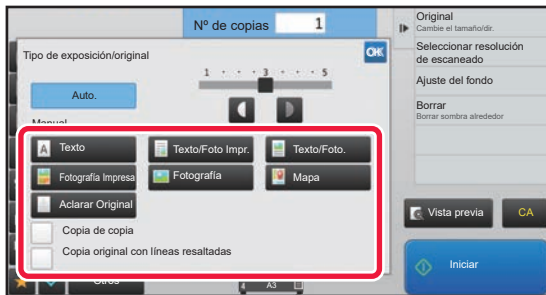 Nº de copias 1
Tipo de exposición/original
OK
1 3 5
Auto.
Manual
Texto
Texto/Foto Impr.
Texto/Foto.
Fotografía Impresa
Fotografía
Mapa
Aclarar Original
Copia de copia
Copia original con líneas resaltadas
Otros
A3
Original
Cambie el tamaño/dir.
Seleccionar resolución
de escaneado
Ajuste del fondo
Borrar
Borrar sombra alrededor
Vista previa
CA
Iniciar